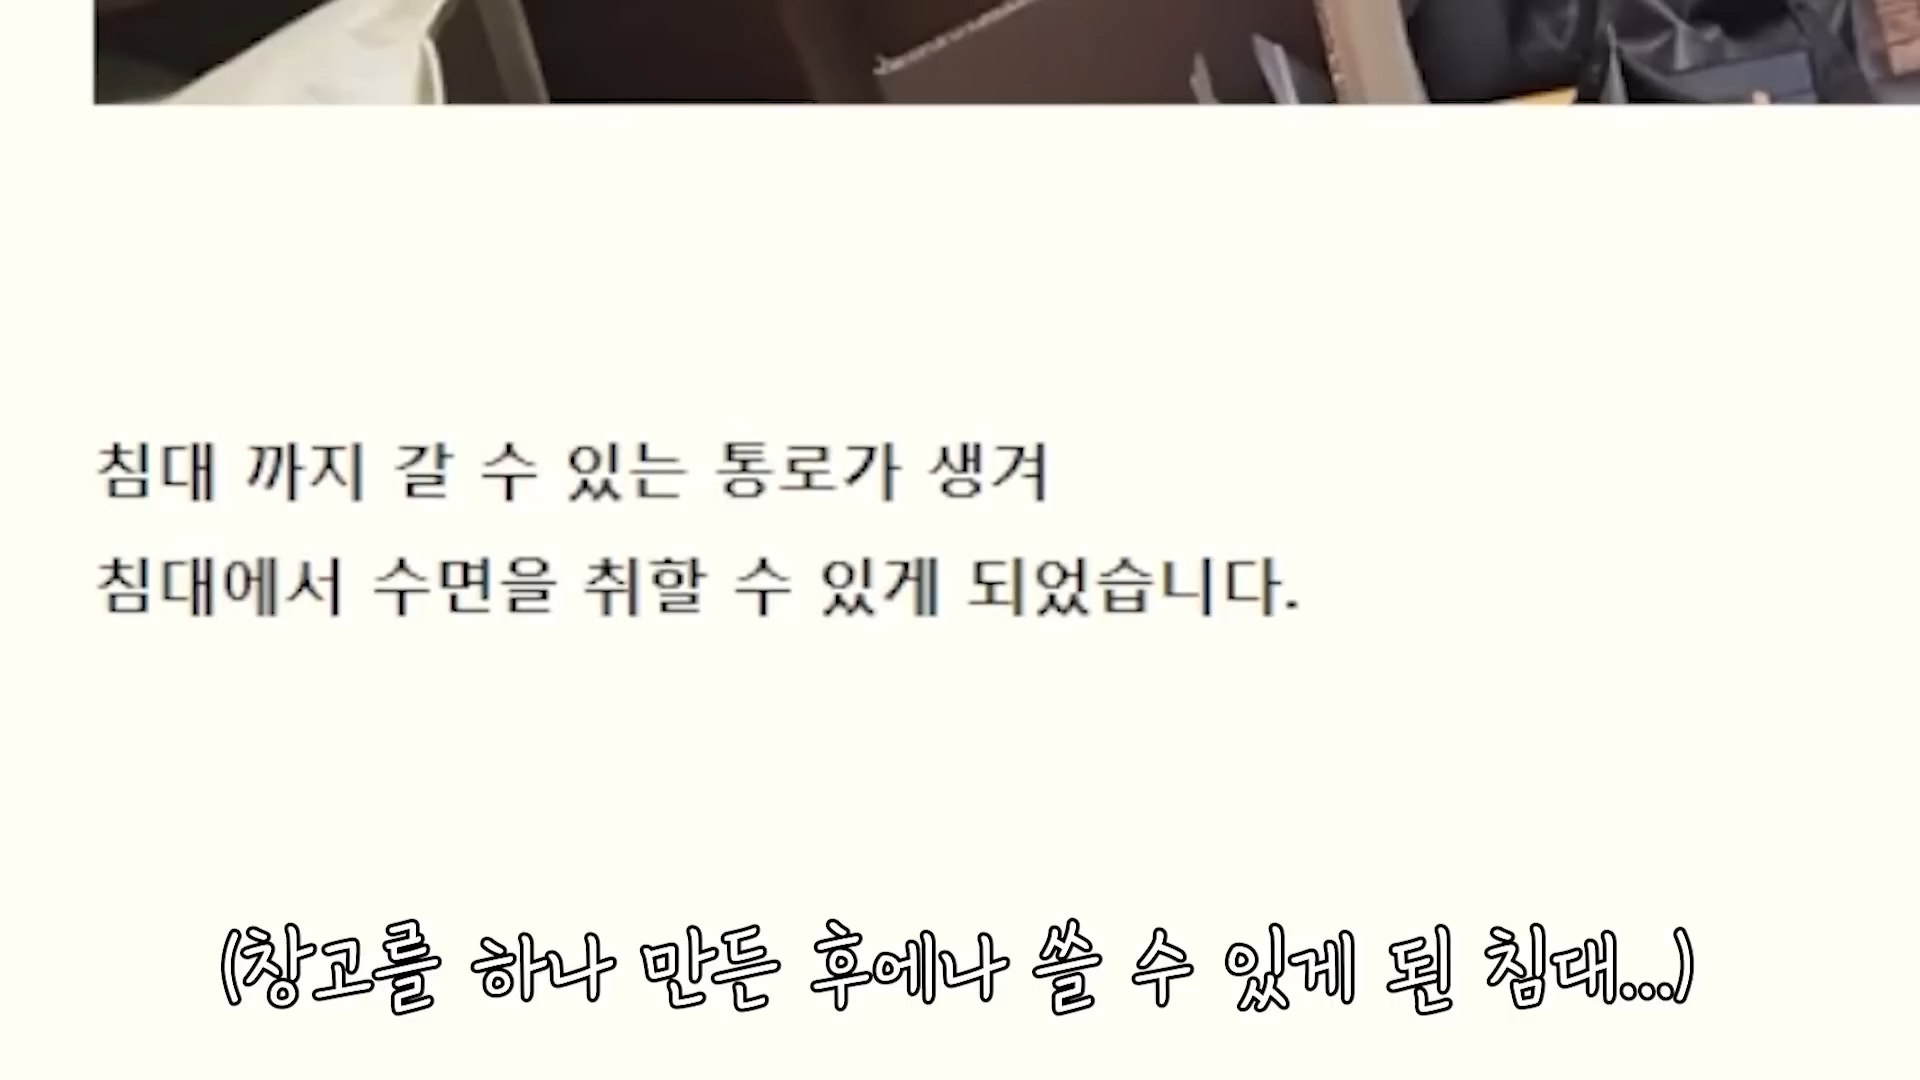 침대 까지 갈 수 있는 통로가 생겨
침대에서 수면을 취할 수 있게 되었습니다.
(창고를 하나 만든 후에나 쓸 수 있게 된 침대...)